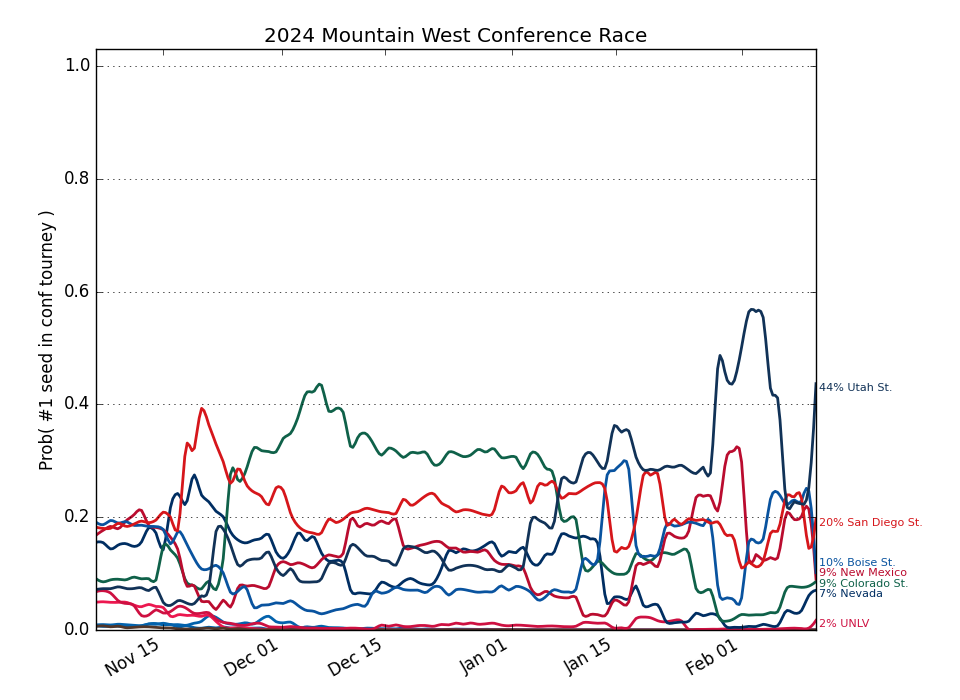 2024 Mountain West Conference Race
Prob( #1 seed in conf tourney )
1.0
0.8
0.6
0.4
0.2
0.0
Nov 15
Dec 01
Dec 15
Jan 01
Jan 15
Feb 01
44% Utah St.
20% San Diego St.
10% Boise St.
9% New Mexico
9% Colorado St.
7% Nevada
2% UNLV